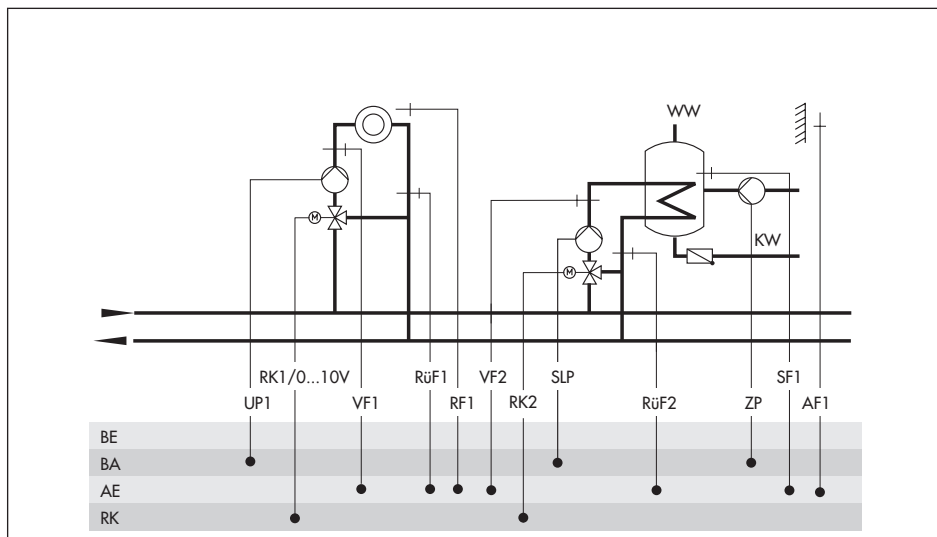 WW
M
KW
M
RK1/0...10V RüF1 VF2 SLP SF1
UP1 VF1 RF1 RK2 RüF2 ZP AF1
BE
BA
AE
RK